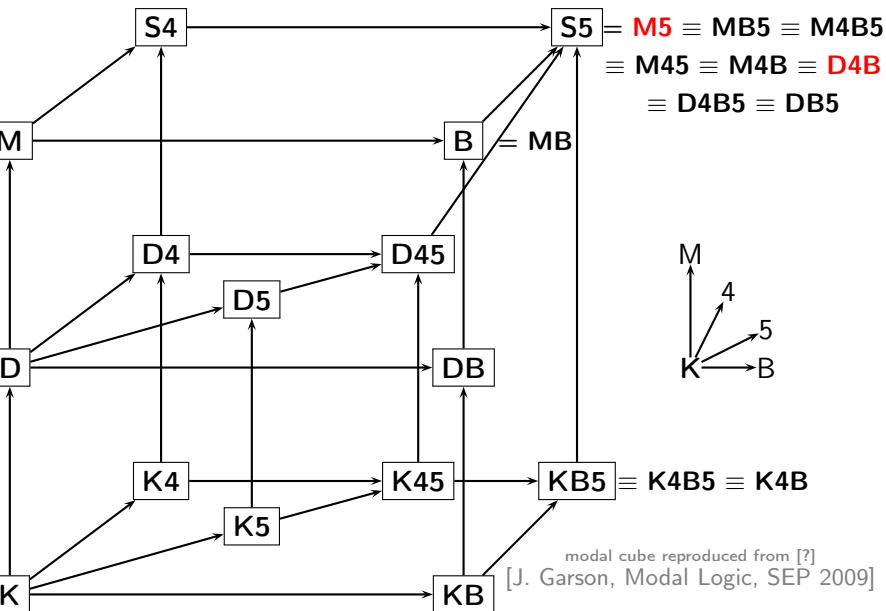 S4 S5 = M5 ≡ MB5 ≡ M4B5
≡ M45 ≡ M4B ≡ D4B
≡ D4B5 ≡ DB5
M B = MB
D4 D45 M
4
D5
5
D DB K B
K4 K45 KB5 ≡ K4B5 ≡ K4B
K5
modal cube reproduced from [?]
[J. Garson, Modal Logic, SEP 2009]
K KB